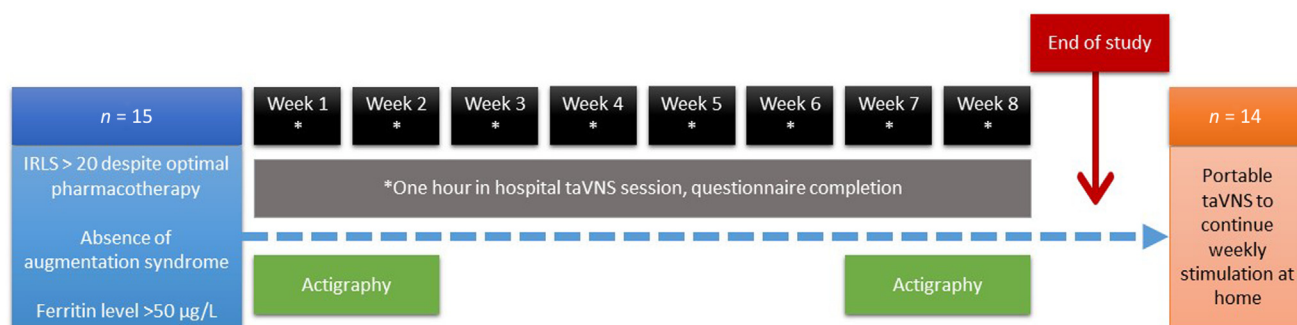 End of study
n = 15
IRLS > 20 despite optimal
pharmacotherapy
Absence of
augmentation syndrome
Ferritin level >50 µg/L
Week 1
*
Week 2
*
Week 3
*
Week 4
*
Week 5
*
Week 6
*
Week 7
*
Week 8
*
*One hour in hospital taVNS session, questionnaire completion
Actigraphy
Actigraphy
n = 14
Portable
taVNS to
continue
weekly
stimulation at
home